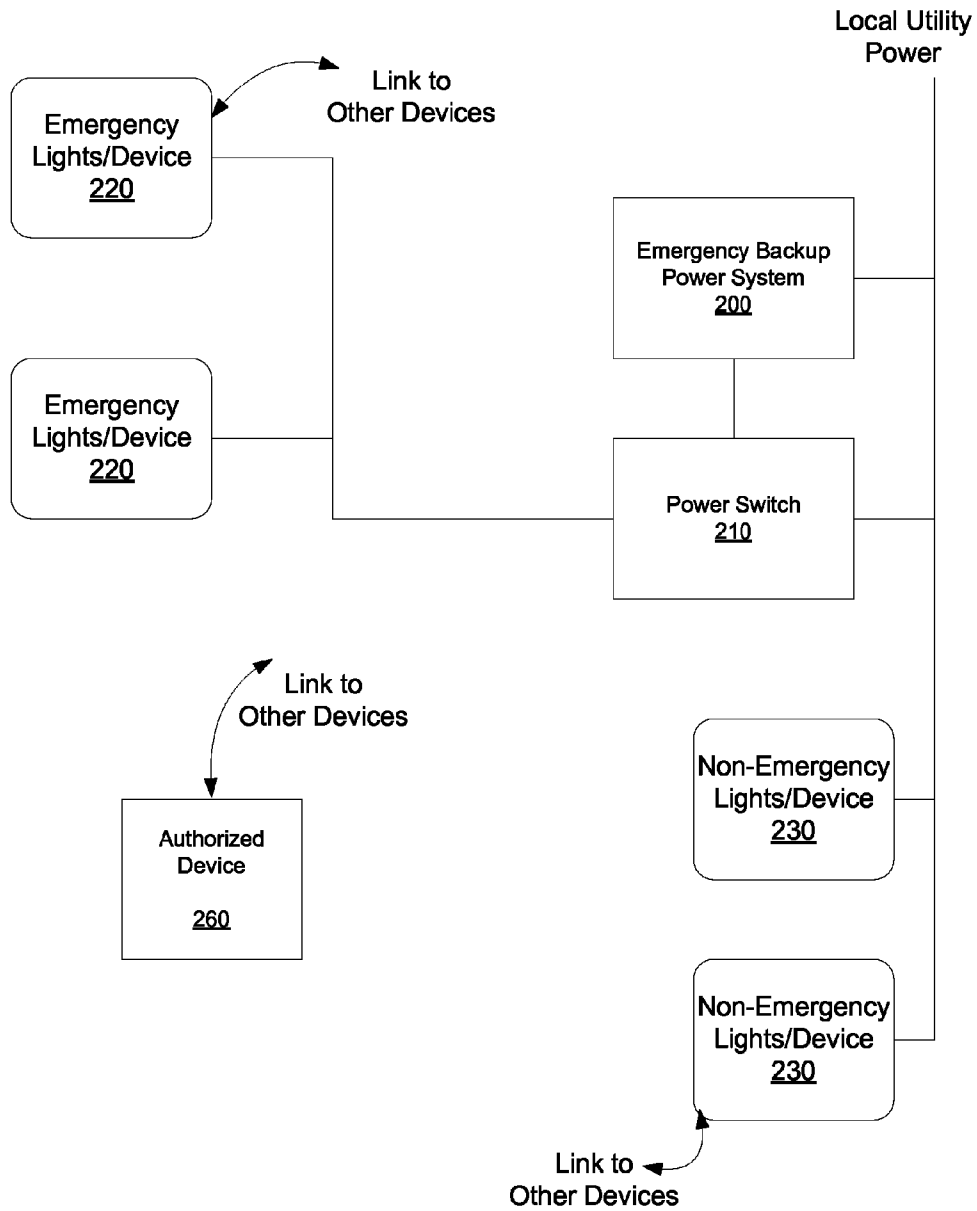 Local Utility
Power
Link to
Other Devices
Emergency
Lights/Device
220
Emergency Backup
Power System
200
Emergency
Lights/Device
220
Power Switch
210
Link to
Other Devices
Non-Emergency
Lights/Device
230
Authorized
Device
260
Non-Emergency
Lights/Device
230
Link to
Other Devices